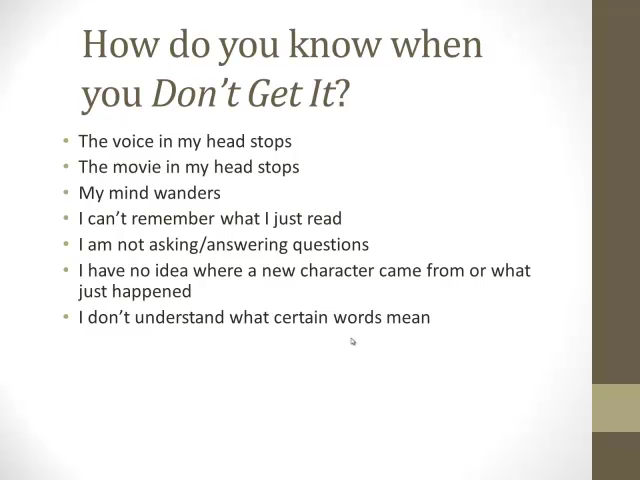 How do you know when
you Don't Get It?
• The voice in my head stops
• The movie in my head stops
• My mind wanders
• I can't remember what I just read
• I am not asking/answering questions
• I have no idea where a new character came from or what
just happened
• I don't understand what certain words mean